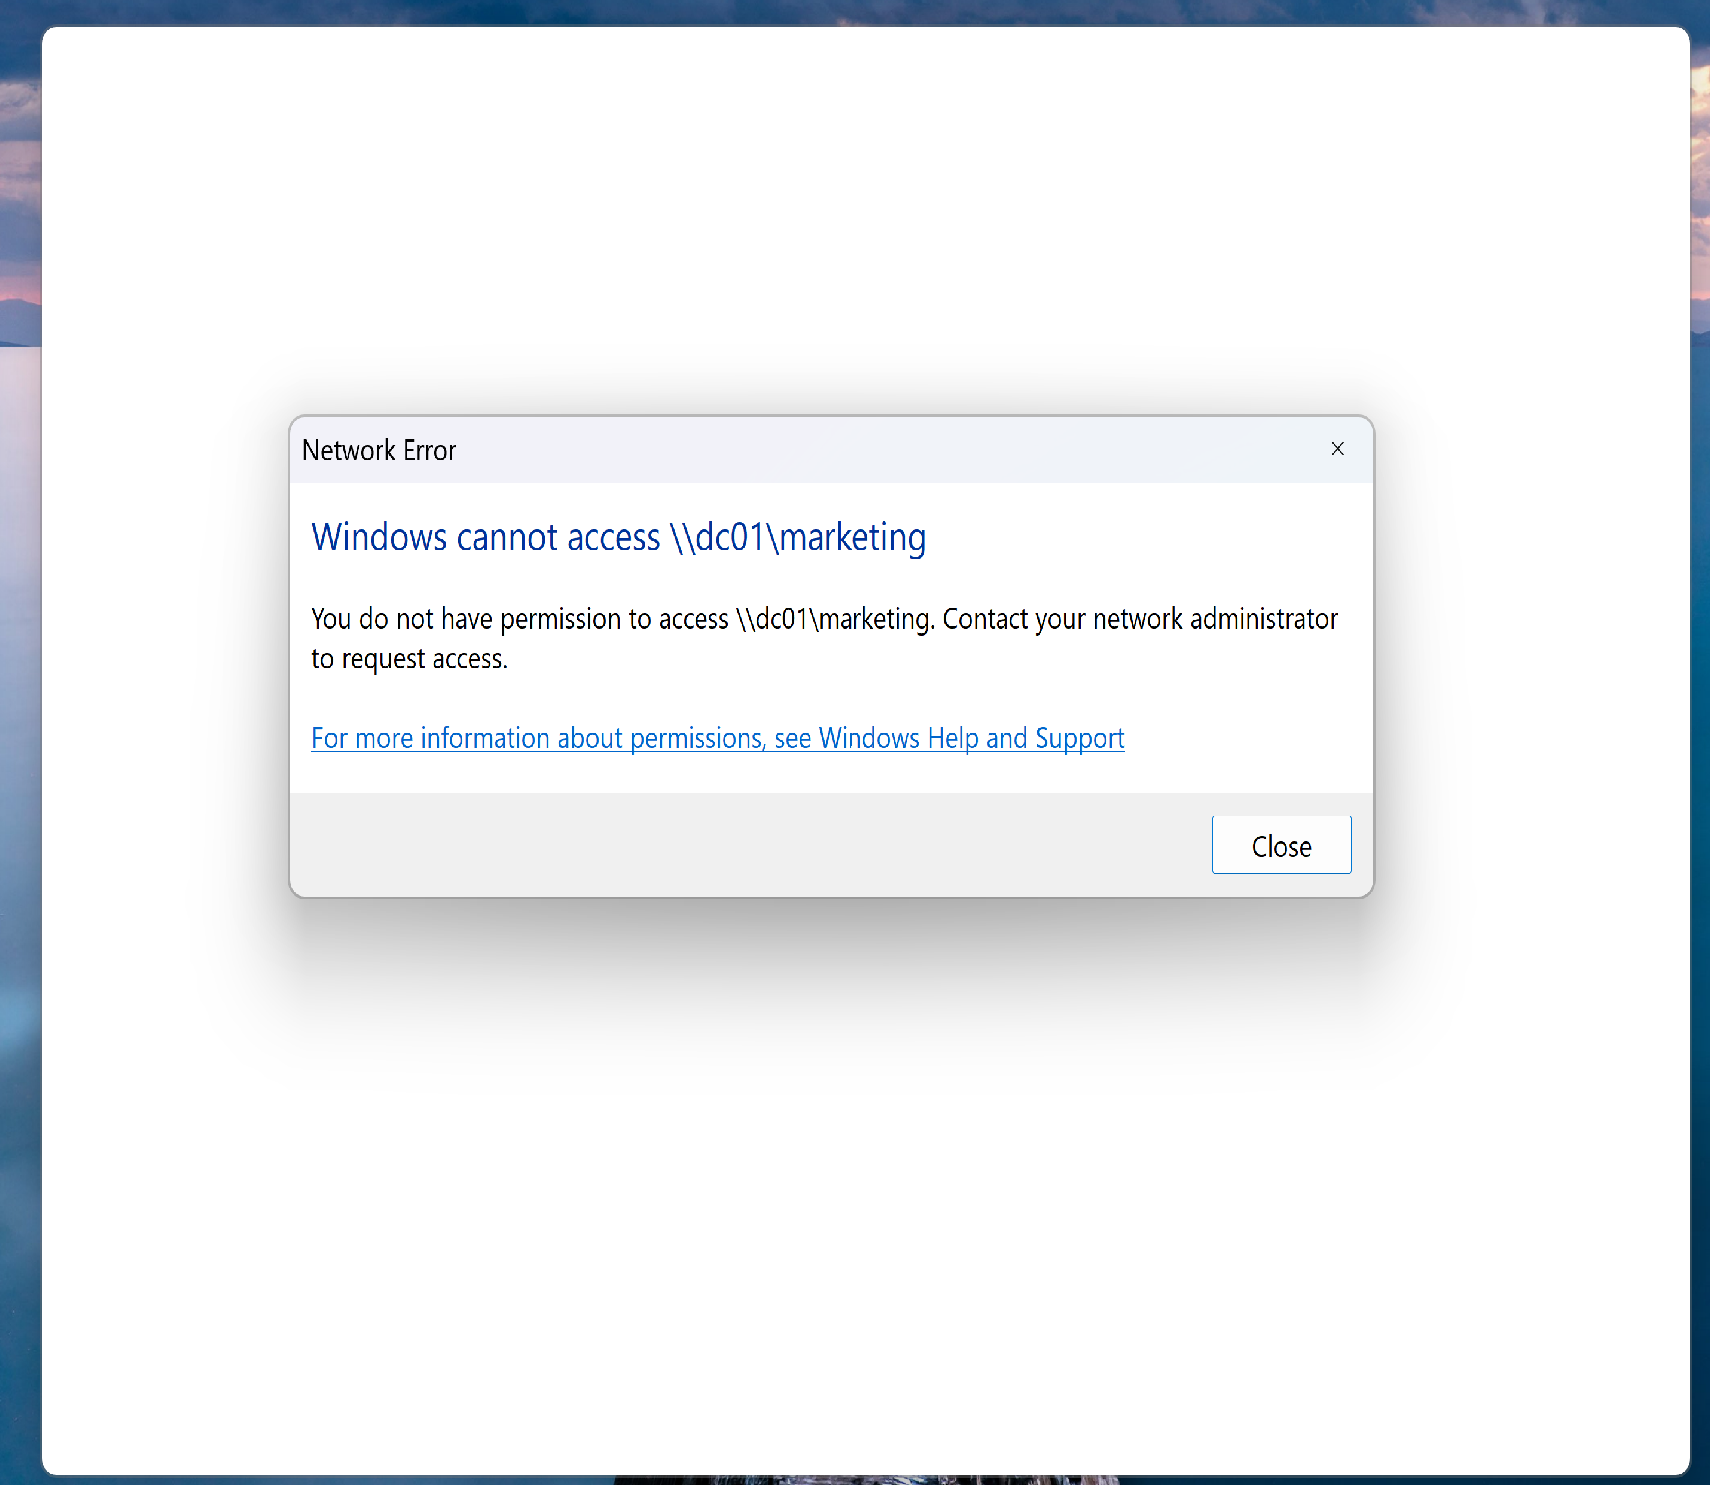 Network Error
Windows cannot access \\dc01\marketing
You do not have permission to access \\dc01\marketing. Contact your network administrator
to request access.
For more information about permissions, see Windows Help and Support
Close